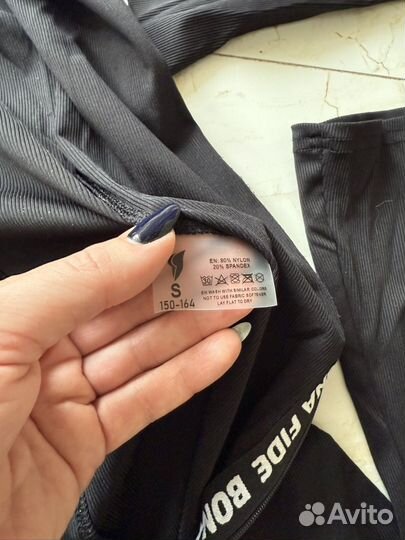 EN: 80% NYLON
20% SPANDEX
S
150-164
EN: WASH WITH SIMILAR COLORS
NOT TO USE FABRIC SOFTENER
LAY FLAT TO DRY
FIDE BON
Avito